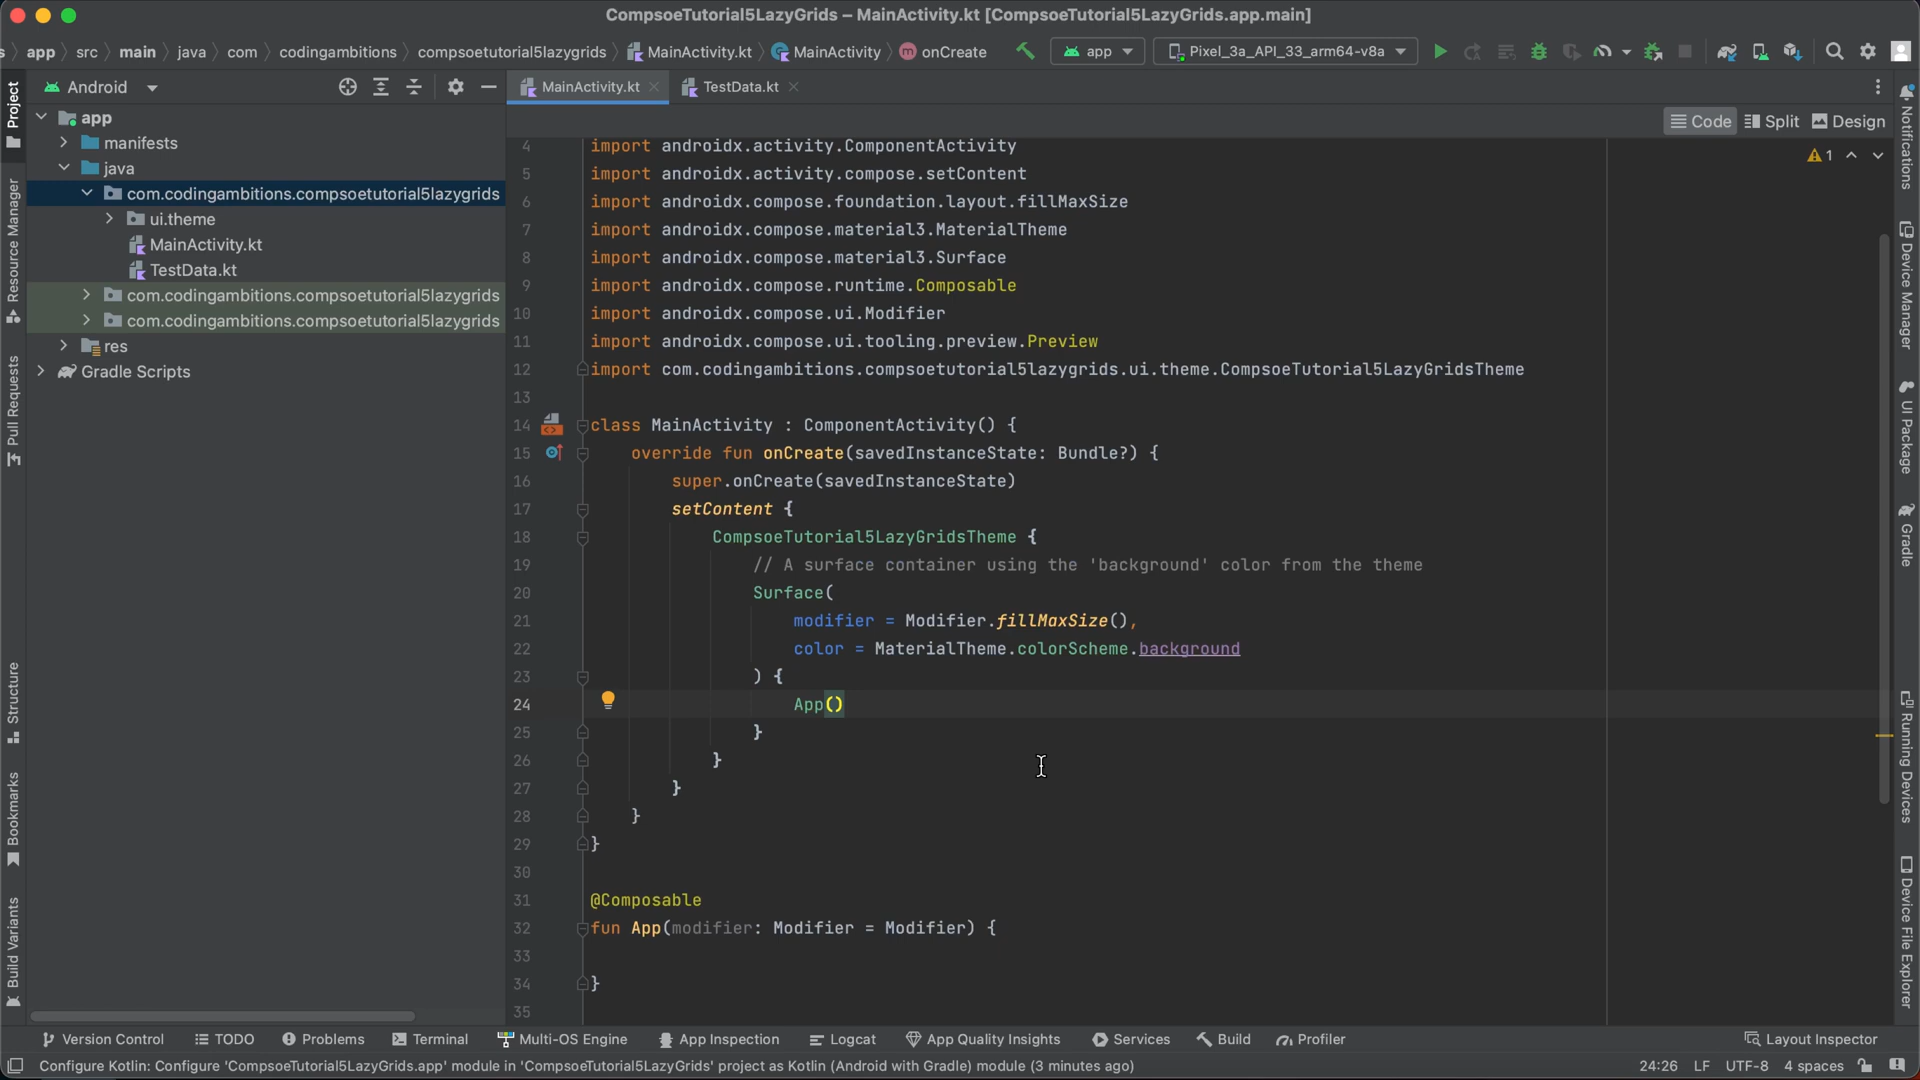 CompsoeTutorial5LazyGrids – MainActivity.kt [CompsoeTutorial5LazyGrids.app.main]
s app src main java com codingambitions compsoetutorial5lazygrids MainActivity.kt MainActivity onCreate app Pixel_3a_API_33_arm64-v8a
Android MainActivity.kt TestData.kt
Code Split Design
Project
Resource Manager
Pull Requests
Structure
Bookmarks
Build Variants
app
manifests
java
com.codingambitions.compsoetutorial5lazygrids
ui.theme
MainActivity.kt
TestData.kt
com.codingambitions.compsoetutorial5lazygrids
com.codingambitions.compsoetutorial5lazygrids
res
Gradle Scripts
1
4 import androidx.activity.ComponentActivity
5 import androidx.activity.compose.setContent
6 import androidx.compose.foundation.layout.fillMaxSize
7 import androidx.compose.material3.MaterialTheme
8 import androidx.compose.material3.Surface
9 import androidx.compose.runtime.Composable
10 import androidx.compose.ui.Modifier
11 import androidx.compose.ui.tooling.preview.Preview
12 import com.codingambitions.compsoetutorial5lazygrids.ui.theme.CompsoeTutorial5LazyGridsTheme
13
14 class MainActivity : ComponentActivity() {
15 override fun onCreate(savedInstanceState: Bundle?) {
16 super.onCreate(savedInstanceState)
17 setContent {
18 CompsoeTutorial5LazyGridsTheme {
19 // A surface container using the 'background' color from the theme
20 Surface(
21 modifier = Modifier.fillMaxSize(),
22 color = MaterialTheme.colorScheme.background
23 ) {
24 App()
25 }
26 }
27 }
28 }
29 }
30
31 @Composable
32 fun App(modifier: Modifier = Modifier) {
33
34 }
35
Notifications
Device Manager
UI Package
Gradle
Running Devices
Device File Explorer
Version Control TODO Problems Terminal Multi-OS Engine App Inspection Logcat App Quality Insights Services Build Profiler Layout Inspector
Configure Kotlin: Configure 'CompsoeTutorial5LazyGrids.app' module in 'CompsoeTutorial5LazyGrids' project as Kotlin (Android with Gradle) module (3 minutes ago) 24:26 LF UTF-8 4 spaces